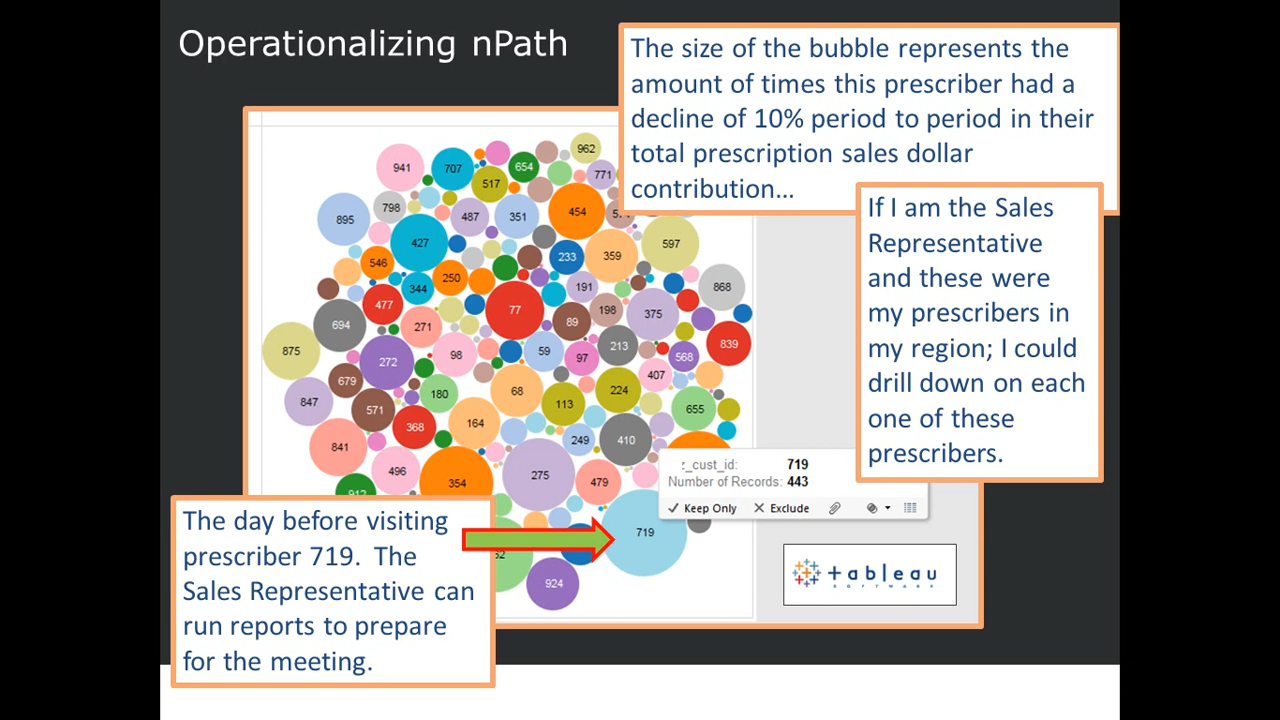 Operationalizing nPath
The size of the bubble represents the
amount of times this prescriber had a
decline of 10% period to period in their
total prescription sales dollar
contribution...
If I am the Sales
Representative
and these were
my prescribers in
my region; I could
drill down on each
one of these
prescribers.
962
941
707
654
517
771
798
895
487
351
454
427
597
233
359
546
250
344
191
868
477
77
198
375
694
271
89
213
839
875
272
98
59
97
568
679
407
847
180
68
224
571
113
655
164
368
249
410
841
496
275
479
354
z_cust_id: 719
Number of Records: 443
Keep Only Exclude
719
924
The day before visiting
prescriber 719. The
Sales Representative can
run reports to prepare
for the meeting.
tableau
SOFTWARE